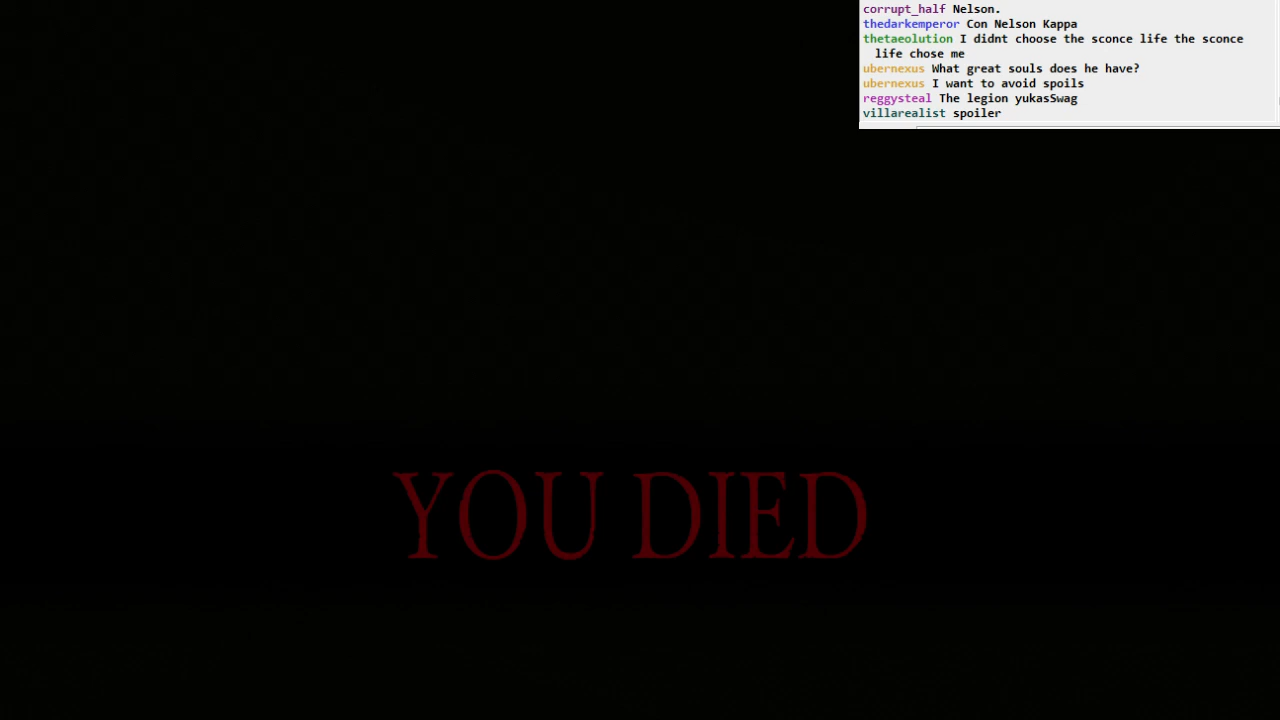 corrupt_half Nelson.
thedarkemperor Con Nelson Kappa
thetaeolution I didnt choose the sconce life the sconce
life chose me
ubernexus What great souls does he have?
ubernexus I want to avoid spoils
reggysteal The legion yukasSwag
villarealist spoiler
YOU DIED